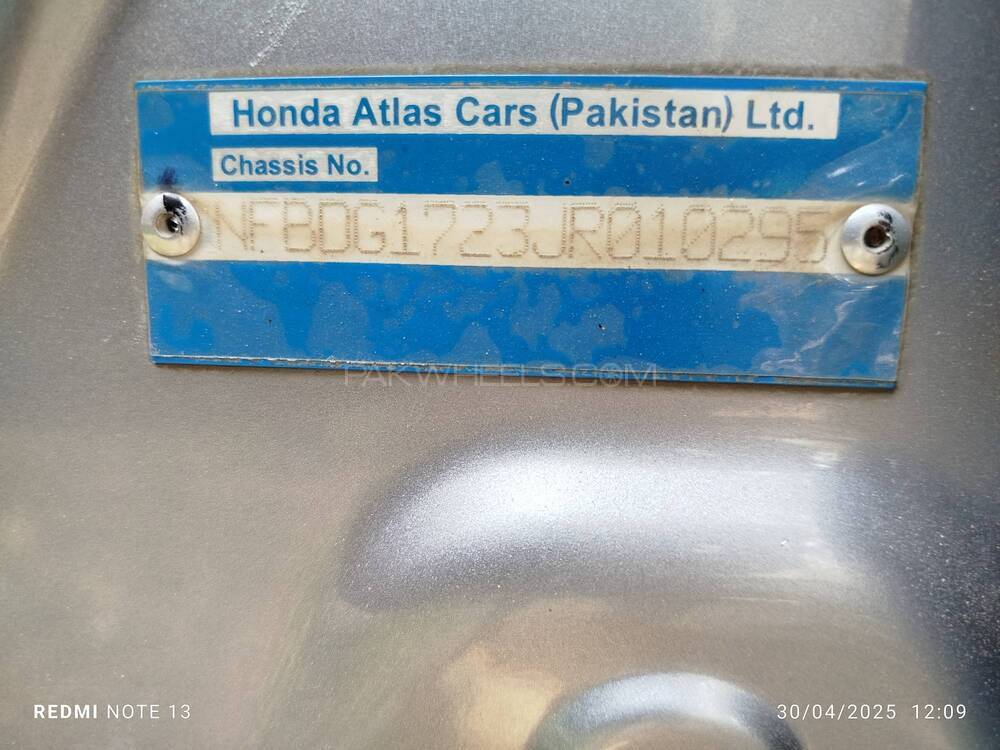 Honda Atlas Cars (Pakistan) Ltd.
Chassis No.
NFBDG1723JR010295
PAKWHEELS.COM
REDMI NOTE 13
30/04/2025 12:09